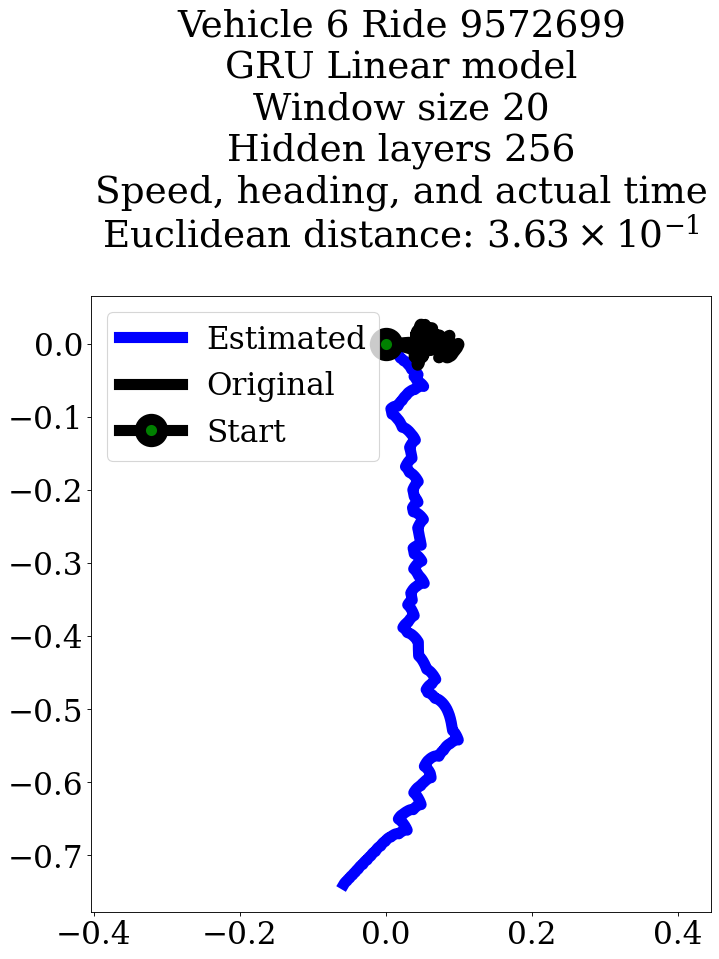 Vehicle 6 Ride 9572699
GRU Linear model
Window size 20
Hidden layers 256
Speed, heading, and actual time
Euclidean distance: 3.63 × 10⁻¹
Estimated
Original
Start
0.0
−0.1
−0.2
−0.3
−0.4
−0.5
−0.6
−0.7
−0.4 −0.2 0.0 0.2 0.4